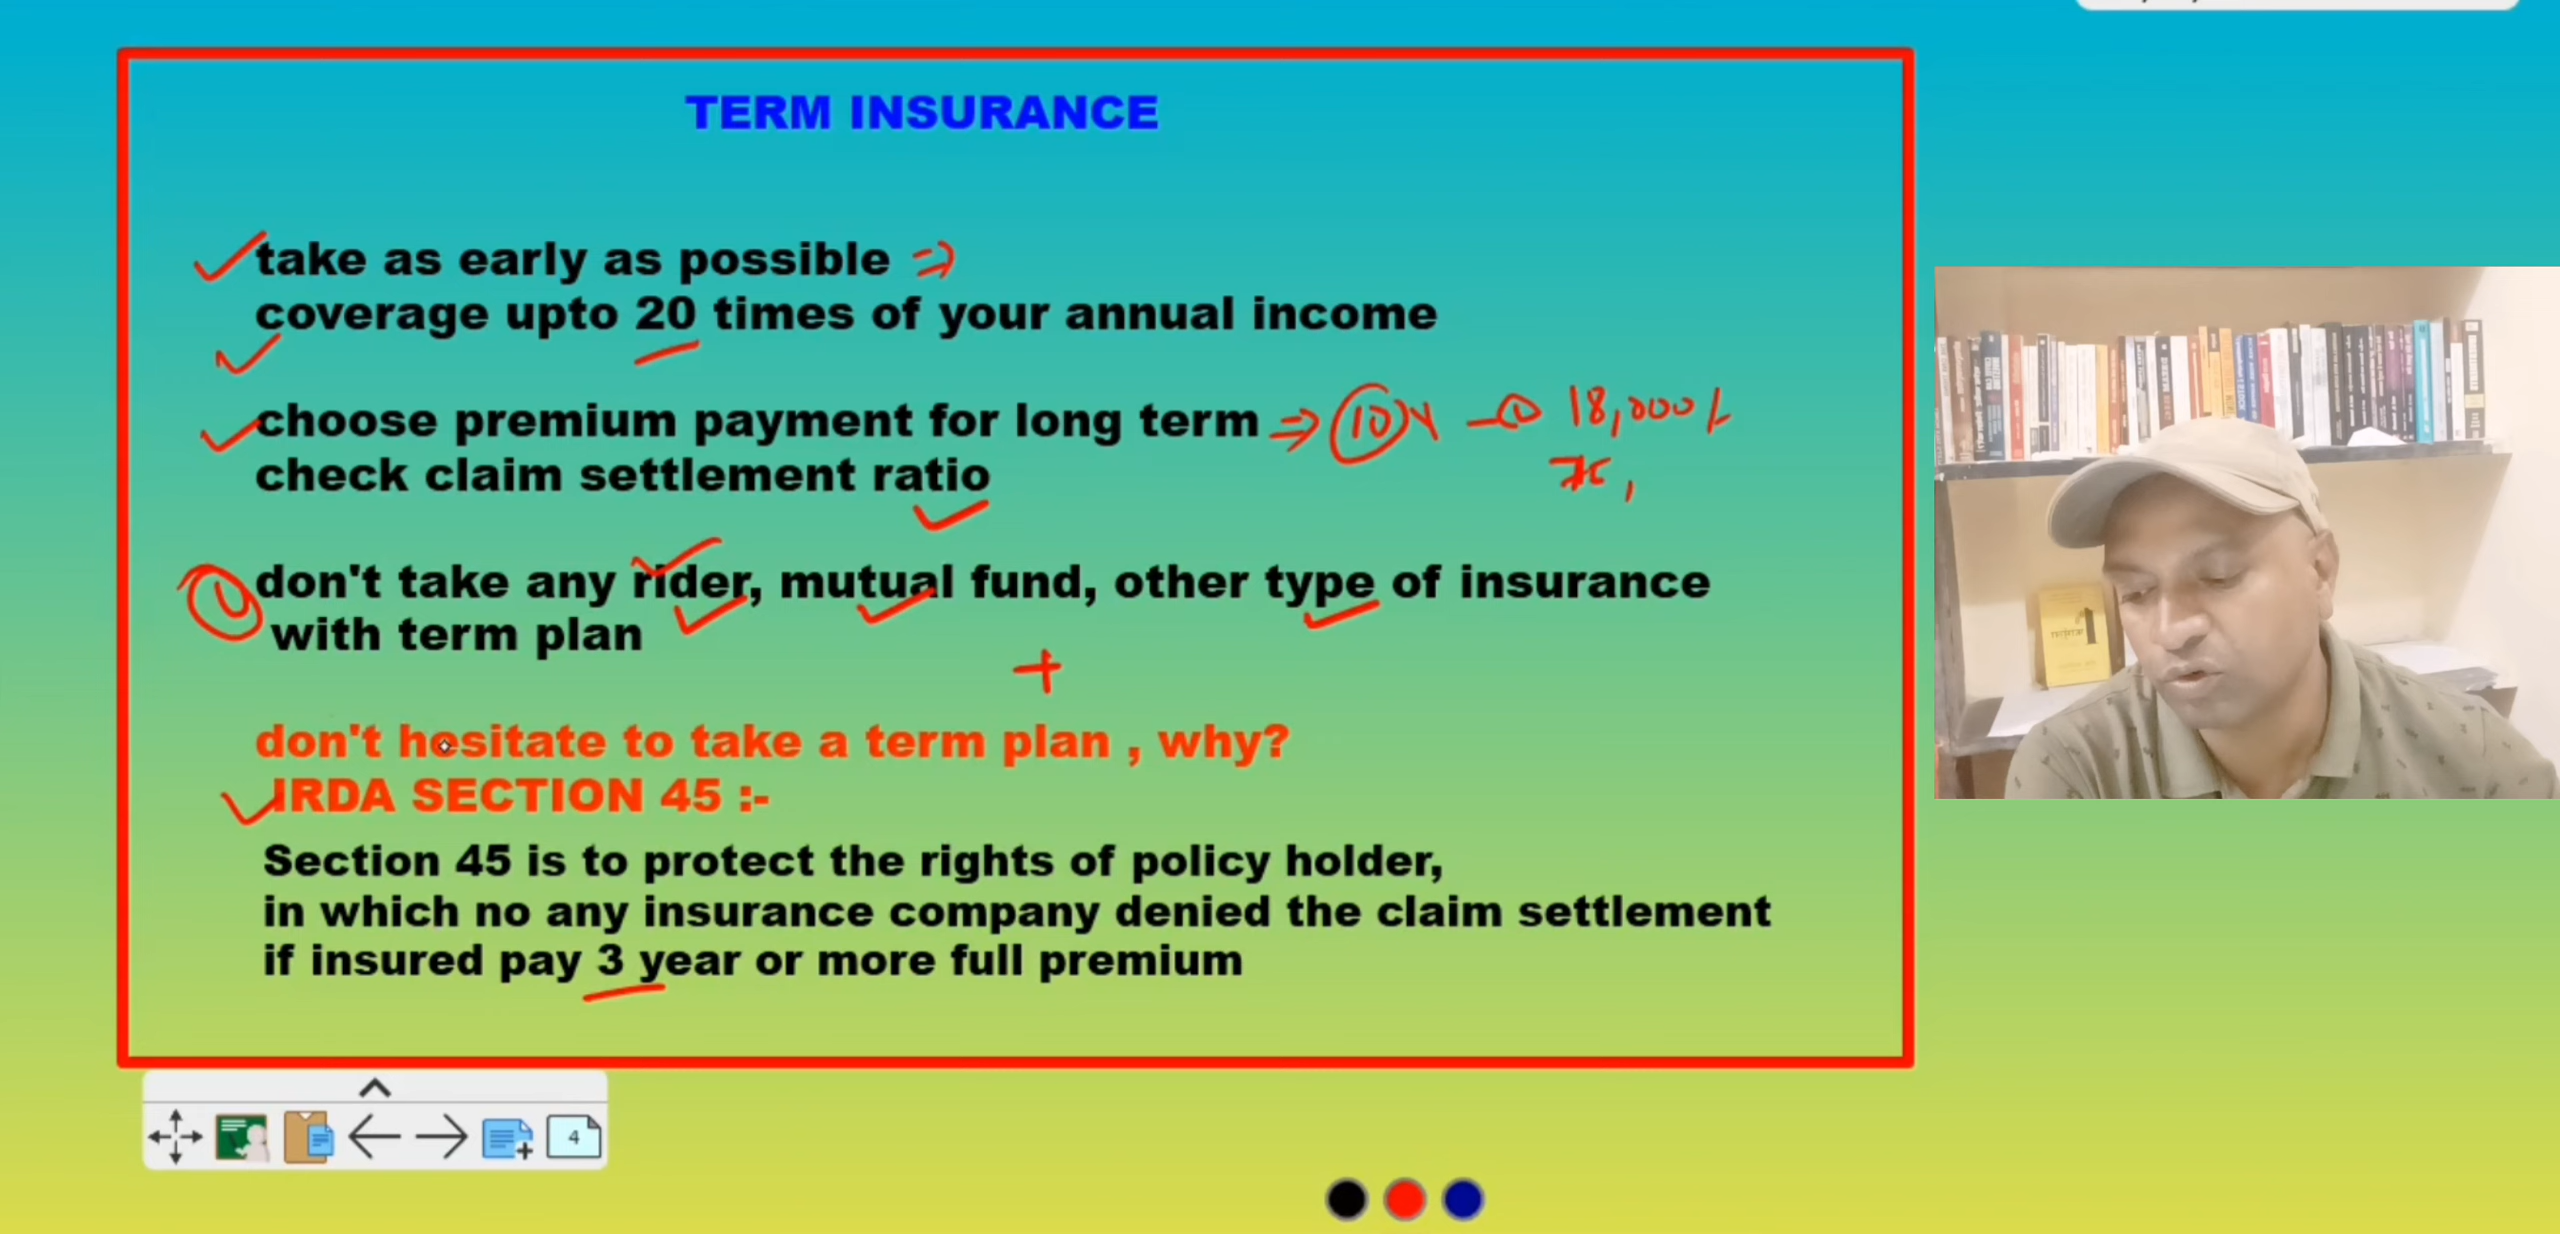 TERM INSURANCE
take as early as possible =>
coverage upto 20 times of your annual income
choose premium payment for long term => 10 Y 18,000/-
check claim settlement ratio
don't take any rider, mutual fund, other type of insurance
with term plan
+
don't hesitate to take a term plan , why?
IRDA SECTION 45 :-
Section 45 is to protect the rights of policy holder,
in which no any insurance company denied the claim settlement
if insured pay 3 year or more full premium
4